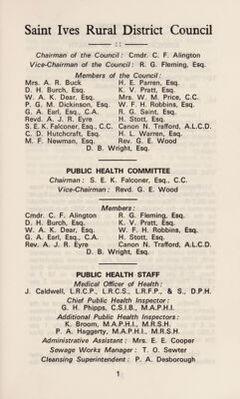 Saint Ives Rural District Council
Chairman of the Council: Cmdr. C. F. Alington
Vice-Chairman of the Council: R. G. Fleming, Esq.
Members of the Council:
Mrs. A. R. Buck H. E. Parren, Esq.
D. H. Burch, Esq. K. V. Pratt, Esq.
W. A. K. Dear, Esq. Mrs. W. M. Price, C.C.
P. G. M. Dickinson, Esq. W. F. H. Robbins, Esq.
G. A. Earl, Esq., C.A. R. G. Saint, Esq.
Revd. A. J. R. Eyre H. Stott, Esq.
S. E. K. Falconer, Esq., C.C. Canon N. Trafford, A.L.C.D.
C. D. Hutchcraft, Esq. H. L. Warren, Esq.
M. F. Newman, Esq. Rev. G. E. Wood
D. B. Wright, Esq.
PUBLIC HEALTH COMMITTEE
Chairman: S. E. K. Falconer, Esq., C.C.
Vice-Chairman: Revd. G. E. Wood
Members:
Cmdr. C. F. Alington R. G. Fleming, Esq.
D. H. Burch, Esq. K. V. Pratt, Esq.
W. A. K. Dear, Esq. W. F. H. Robbins, Esq.
G. A. Earl, Esq., C.A. H. Stott, Esq.
Rev. A. J. R. Eyre Canon N. Trafford, A.L.C.D.
D. B. Wright, Esq.
PUBLIC HEALTH STAFF
Medical Officer of Health:
J. Caldwell, L.R.C.P., L.R.C.S., L.R.F.P., & S., D.P.H.
Chief Public Health Inspector:
G. H. Phipps, C.S.I.B., M.A.P.H.I.
Additional Public Health Inspectors:
K. Broom, M.A.P.H.I., M.R.S.H.
P. A. Haggerty, M.A.P.H.I., M.R.S.H.
Administrative Assistant: Mrs. E. E. Cooper
Sewage Works Manager: T. O. Sewter
Cleansing Superintendent: P. A. Desborough
1